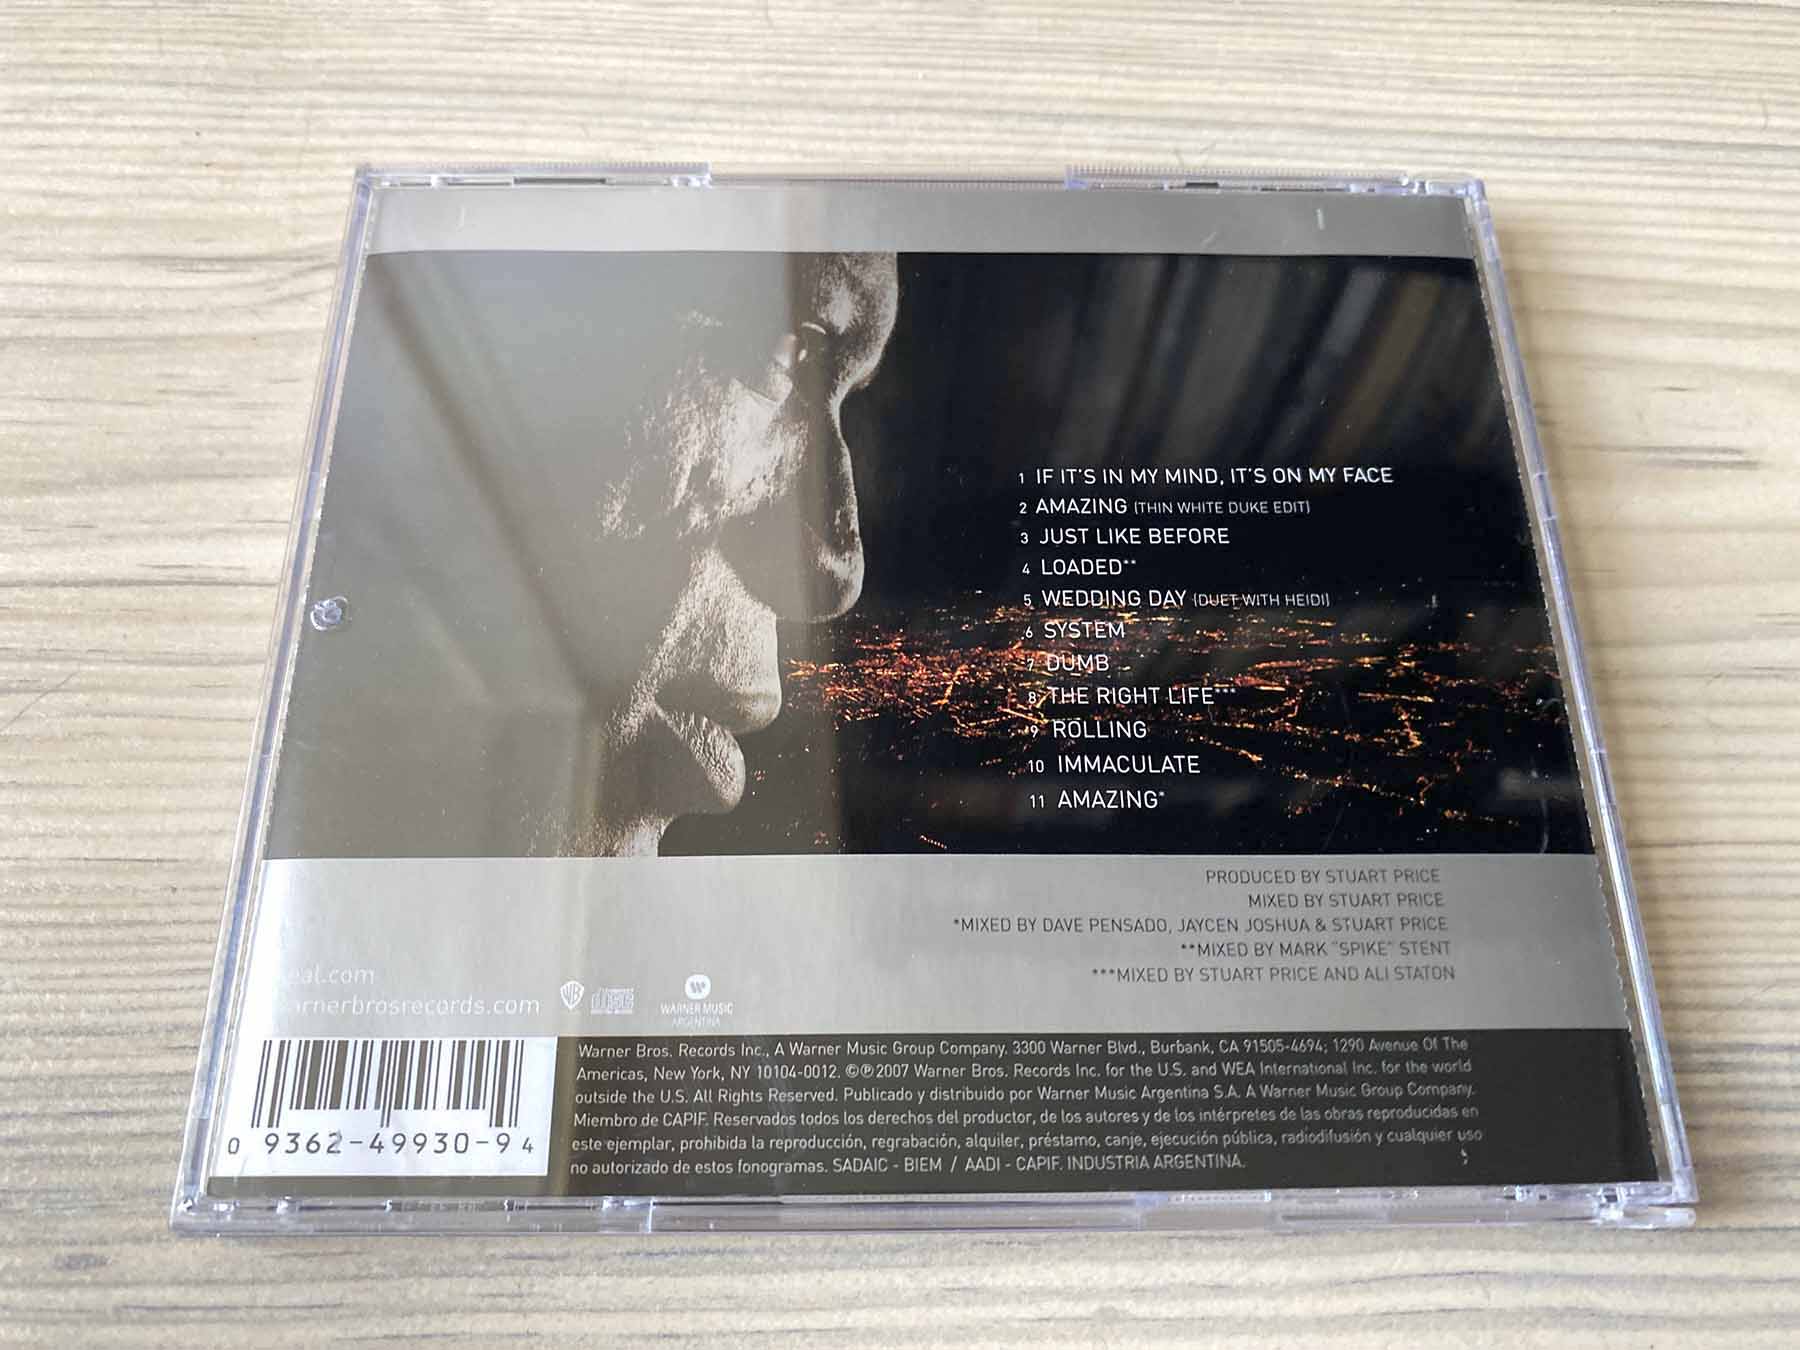 1 IF IT'S IN MY MIND, IT'S ON MY FACE
2 AMAZING (THIN WHITE DUKE EDIT)
3 JUST LIKE BEFORE
4 LOADED**
5 WEDDING DAY (DUET WITH HEIDI)
6 SYSTEM
7 DUMB
8 THE RIGHT LIFE***
9 ROLLING
10 IMMACULATE
11 AMAZING*
PRODUCED BY STUART PRICE
MIXED BY STUART PRICE
*MIXED BY DAVE PENSADO, JAYCEN JOSHUA & STUART PRICE
**MIXED BY MARK "SPIKE" STENT
***MIXED BY STUART PRICE AND ALI STATON
eal.com
arnerbrosrecords.com
WB
disc
WARNER MUSIC
ARGENTINA
Warner Bros. Records Inc., A Warner Music Group Company. 3300 Warner Blvd., Burbank, CA 91505-4694; 1290 Avenue Of The
Americas, New York, NY 10104-0012. ©℗2007 Warner Bros. Records Inc. for the U.S. and WEA International Inc. for the world
outside the U.S. All Rights Reserved. Publicado y distribuido por Warner Music Argentina S.A. A Warner Music Group Company.
Miembro de CAPIF. Reservados todos los derechos del productor, de los autores y de los intérpretes de las obras reproducidas en
este ejemplar, prohibida la reproducción, regrabación, alquiler, préstamo, canje, ejecución pública, radiodifusión y cualquier uso
no autorizado de estos fonogramas. SADAIC - BIEM / AADI - CAPIF. INDUSTRIA ARGENTINA.
0 9362-49930-9 4